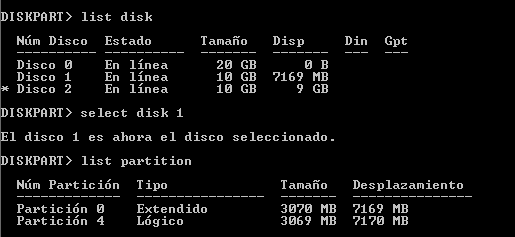 DISKPART> list disk
Núm Disco  Estado      Tamaño   Disp     Din  Gpt
---------- ---------- ------- ------- --- ---
Disco 0    En línea        20 GB      0 B
Disco 1    En línea        10 GB  7169 MB
* Disco 2    En línea        10 GB     9 GB
DISKPART> select disk 1
El disco 1 es ahora el disco seleccionado.
DISKPART> list partition
Núm Partición  Tipo              Tamaño   Desplazamiento
------------- ---------------- ------- ---------------
Partición 0    Extendido         3070 MB  7169 MB
Partición 4    Lógico            3069 MB  7170 MB